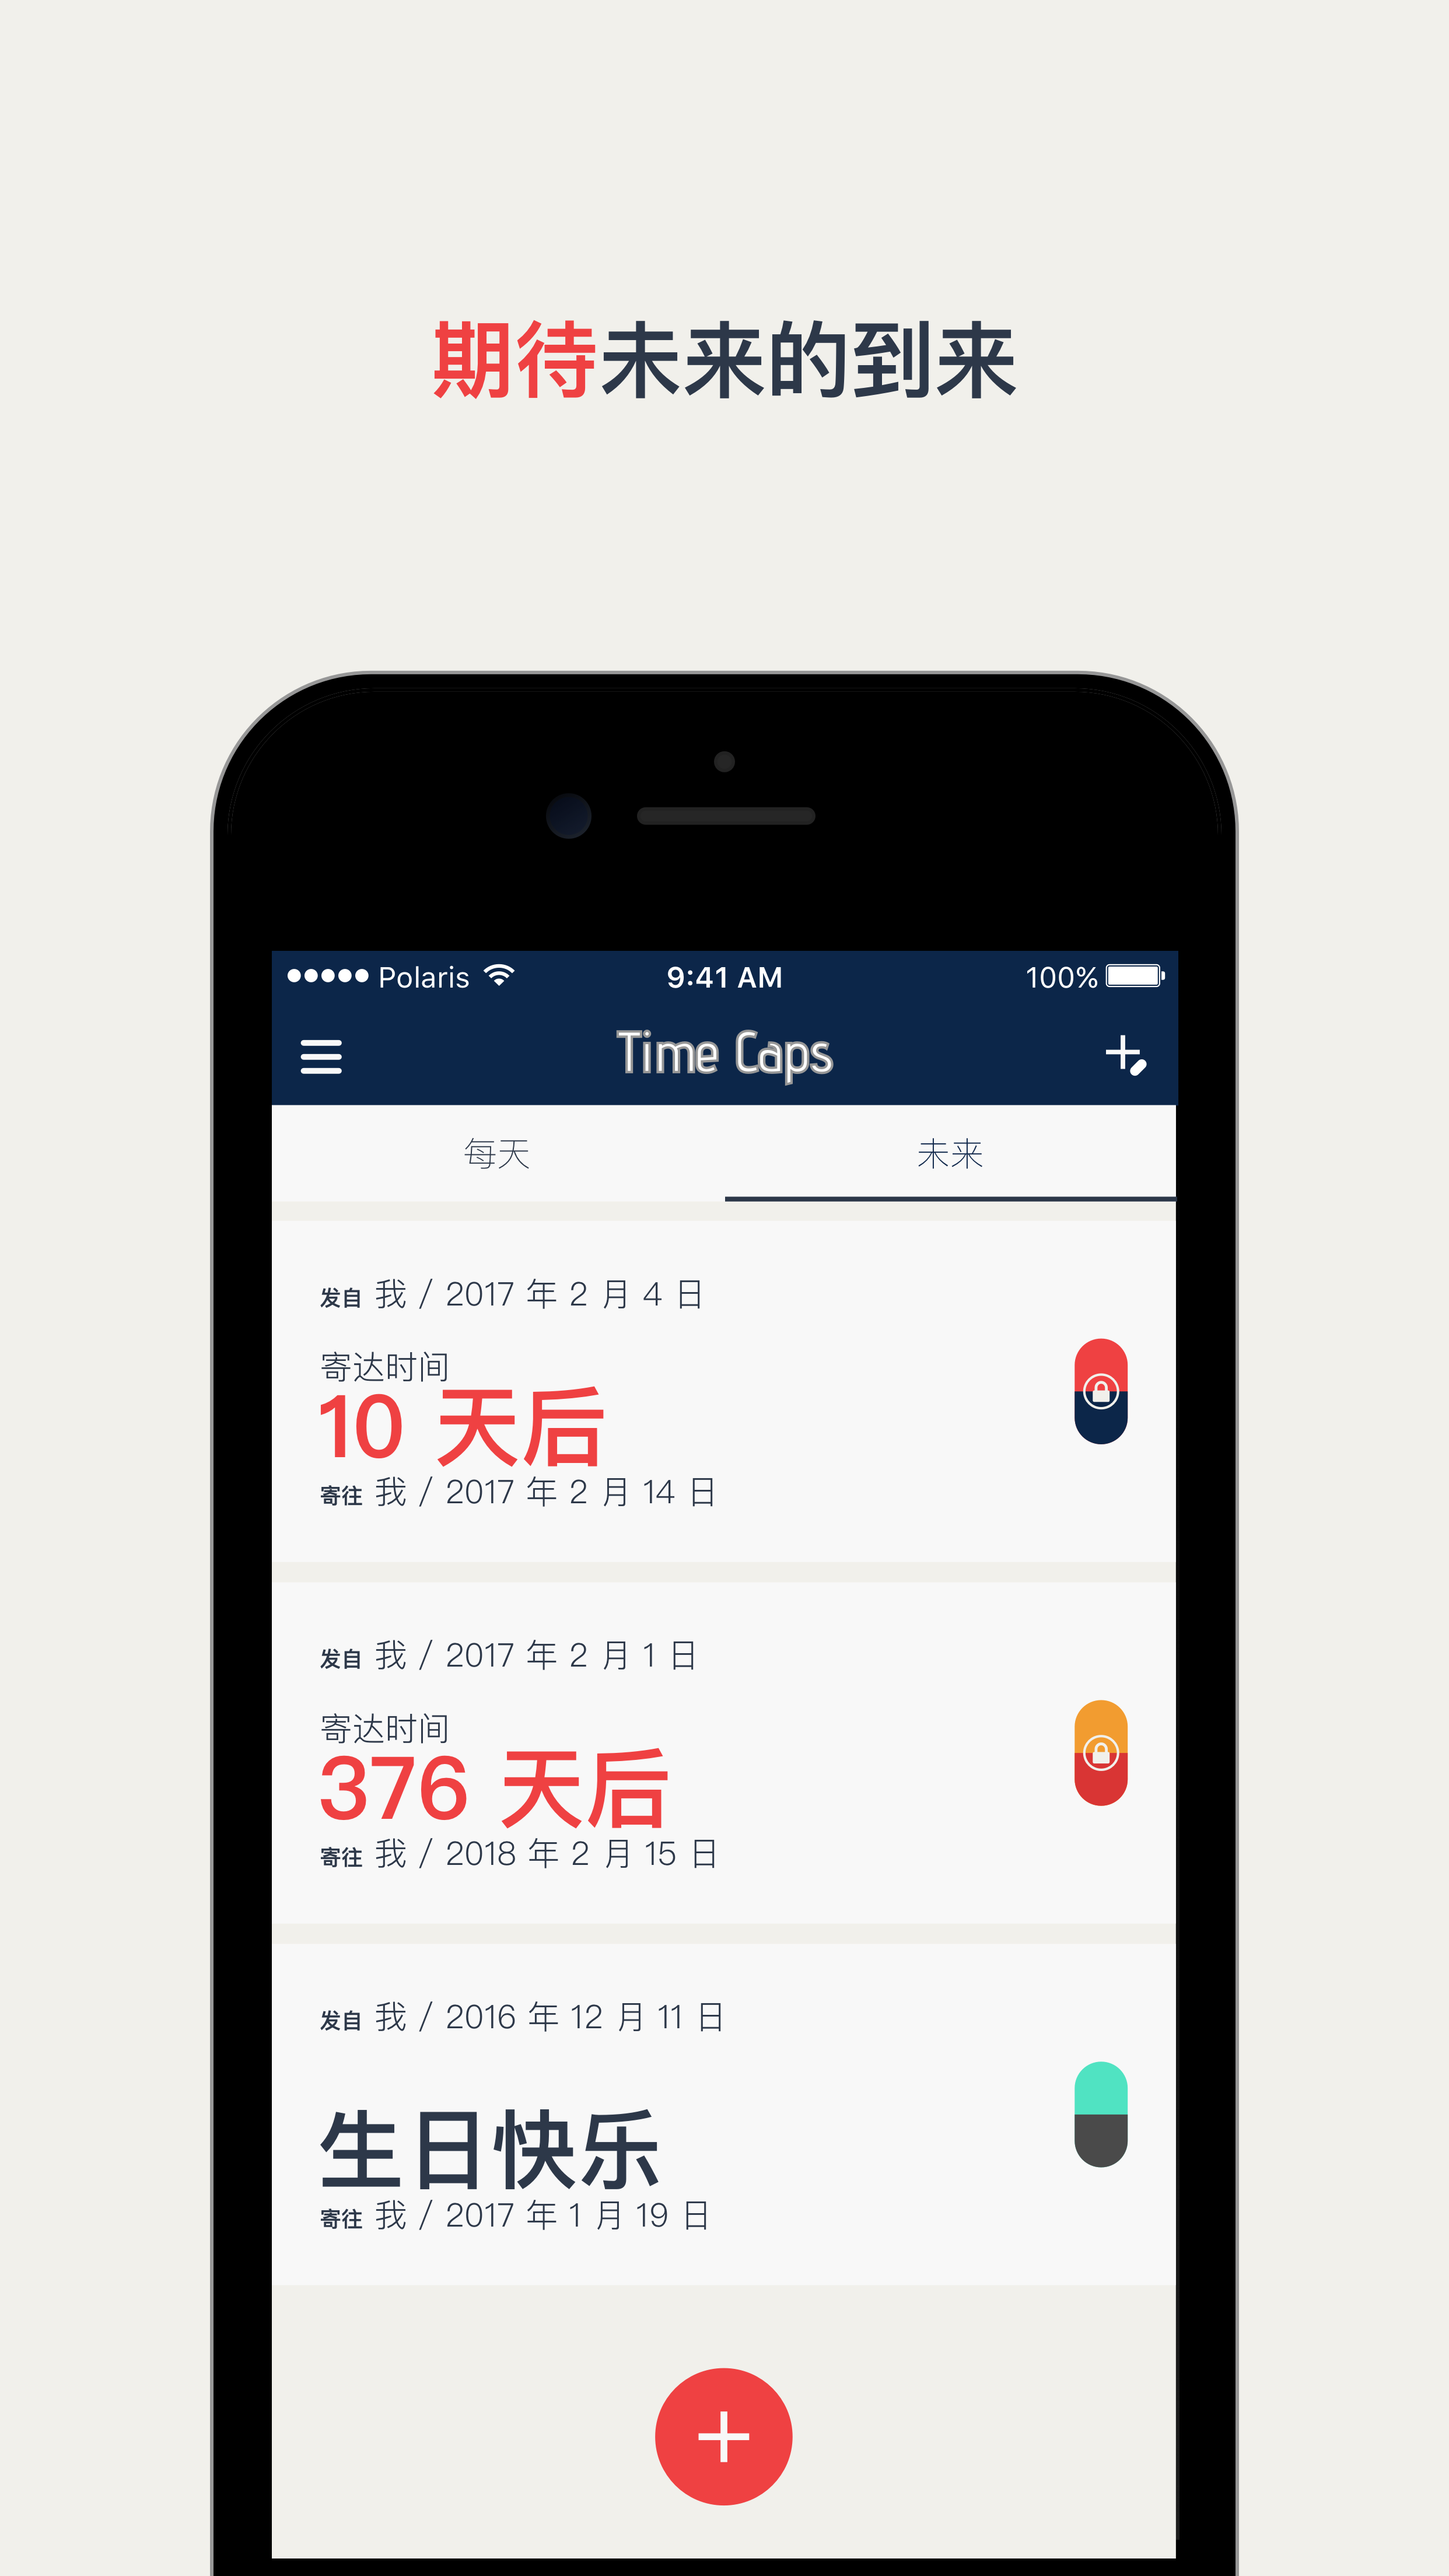 期待未来的到来
Polaris 9:41 AM 100%
Time Caps
每天 未来
发自 我 / 2017 年 2 月 4 日
寄达时间
10 天后
寄往 我 / 2017 年 2 月 14 日
发自 我 / 2017 年 2 月 1 日
寄达时间
376 天后
寄往 我 / 2018 年 2 月 15 日
发自 我 / 2016 年 12 月 11 日
生日快乐
寄往 我 / 2017 年 1 月 19 日